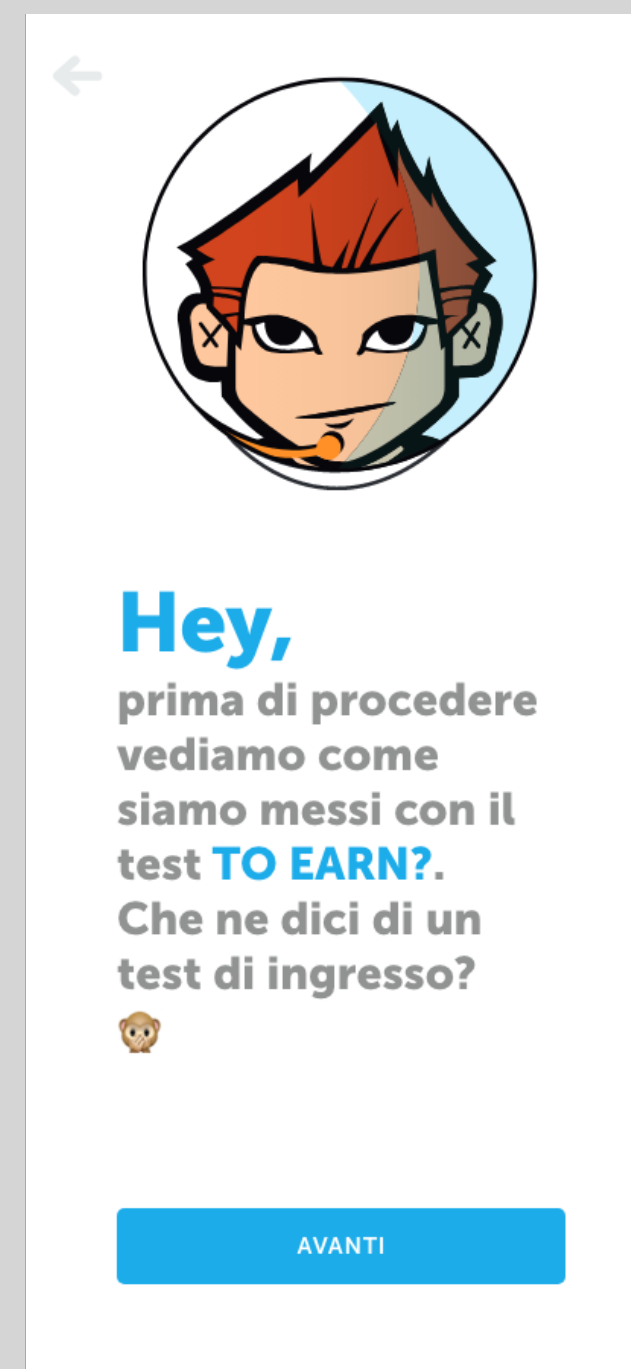 Hey,
prima di procedere
vediamo come
siamo messi con il
test TO EARN?.
Che ne dici di un
test di ingresso?
🙊
AVANTI